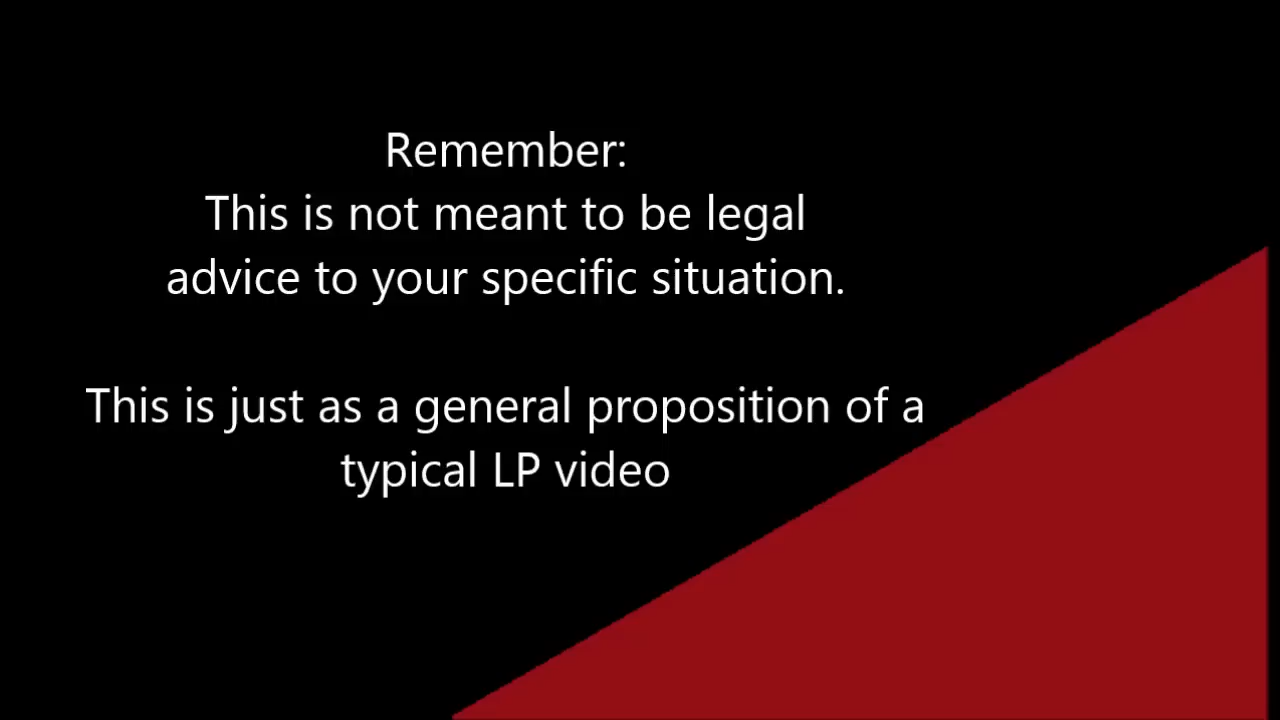 Remember:
This is not meant to be legal
advice to your specific situation.
This is just as a general proposition of a
typical LP video